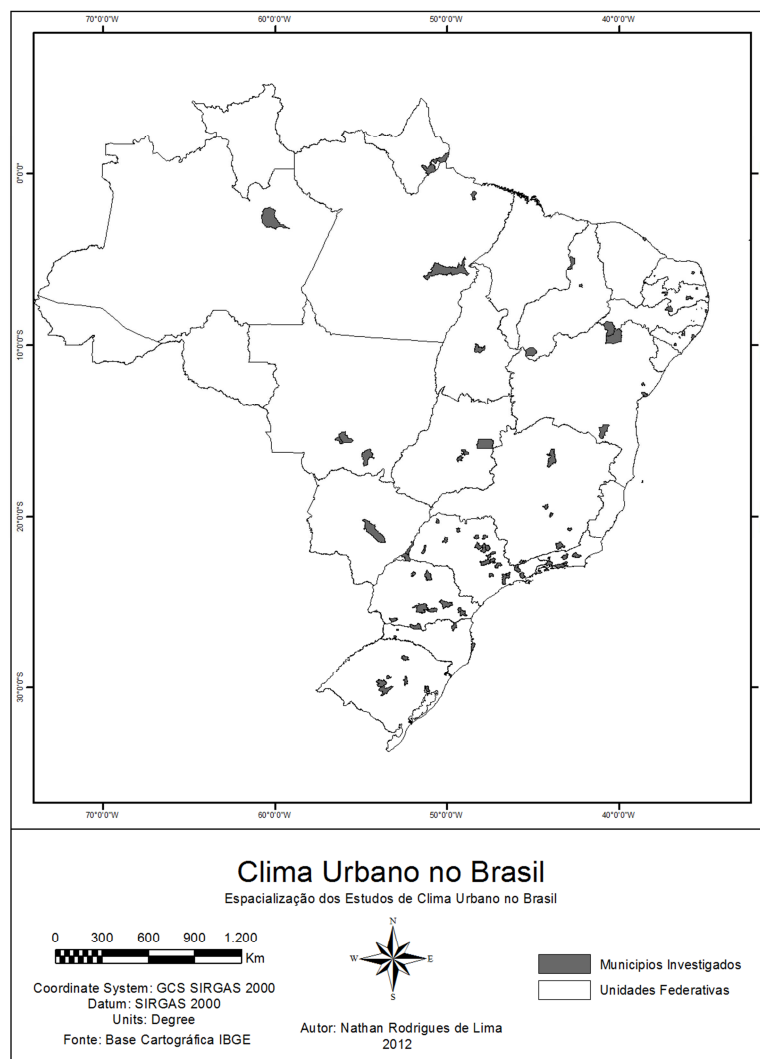 70°0'0"W 60°0'0"W 50°0'0"W 40°0'0"W
0°0'0"
10°0'0"S
20°0'0"S
30°0'0"S
70°0'0"W 60°0'0"W 50°0'0"W 40°0'0"W
Clima Urbano no Brasil
Espacialização dos Estudos de Clima Urbano no Brasil
0 300 600 900 1.200
Km
Coordinate System: GCS SIRGAS 2000
Datum: SIRGAS 2000
Units: Degree
Fonte: Base Cartográfica IBGE
N
W E
S
Autor: Nathan Rodrigues de Lima
2012
Municipios Investigados
Unidades Federativas